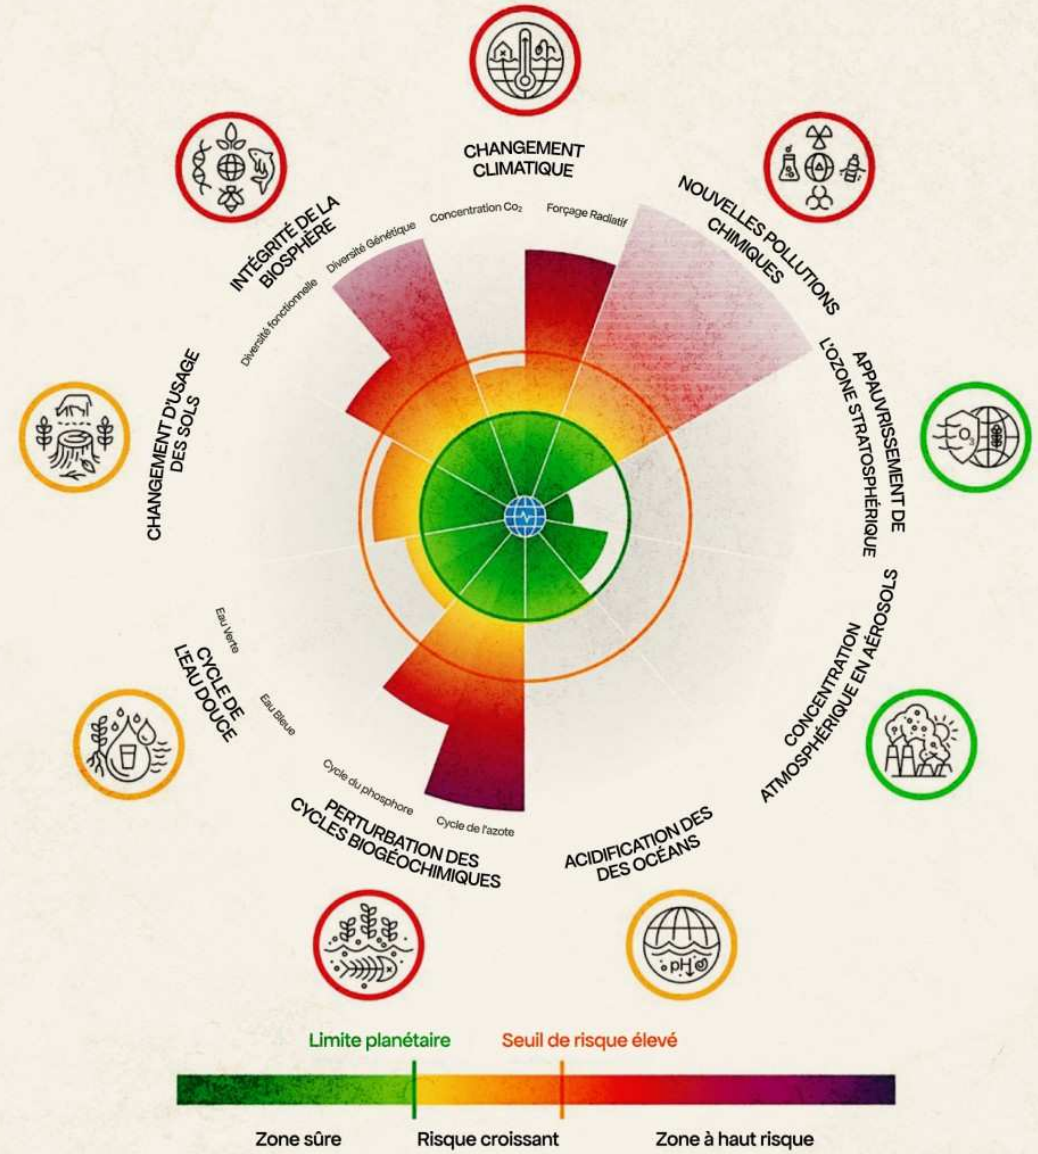 CHANGEMENT
CLIMATIQUE
Concentration Co₂
Forçage Radiatif
NOUVELLES POLLUTIONS
CHIMIQUES
APPAUVRISSEMENT DE
L'OZONE STRATOSPHÉRIQUE
O₃
CONCENTRATION
ATMOSPHÉRIQUE EN AÉROSOLS
ACIDIFICATION DES
DES OCÉANS
pH
PERTURBATION DES
CYCLES BIOGÉOCHIMIQUES
Cycle de l'azote
Cycle du phosphore
CYCLE DE
L'EAU DOUCE
Eau Bleue
Eau Verte
CHANGEMENT D'USAGE
DES SOLS
INTÉGRITÉ DE LA
BIOSPHÈRE
Diversité fonctionnelle
Diversité Génétique
Limite planétaire
Seuil de risque élevé
Zone sûre
Risque croissant
Zone à haut risque